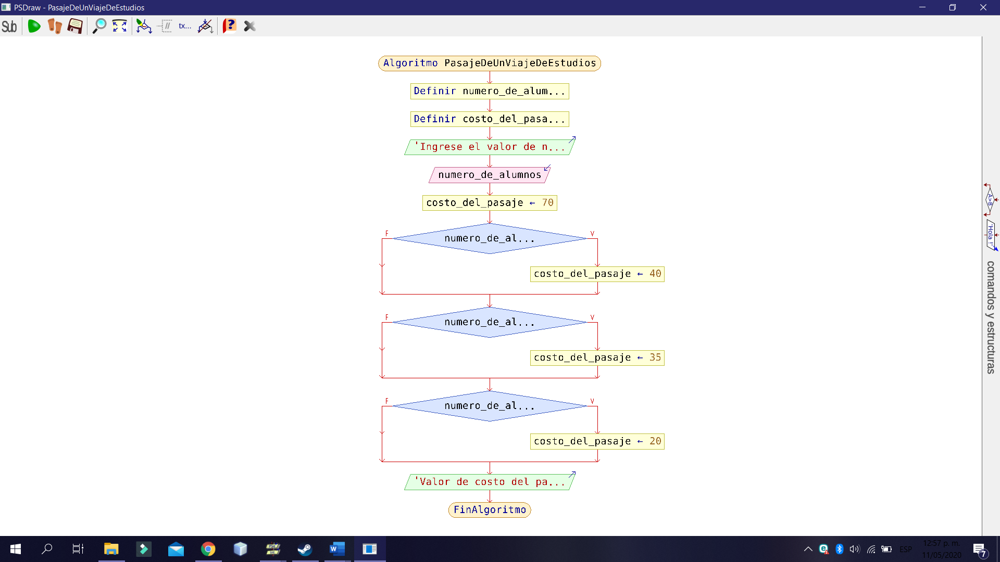 PSDraw - PasajeDeUnViajeDeEstudios
Sub
tx...
Algoritmo PasajeDeUnViajeDeEstudios
Definir numero_de_alum...
Definir costo_del_pasa...
'Ingrese el valor de n...
numero_de_alumnos
costo_del_pasaje ← 70
F
numero_de_al...
V
costo_del_pasaje ← 40
F
numero_de_al...
V
costo_del_pasaje ← 35
F
numero_de_al...
V
costo_del_pasaje ← 20
'Valor de costo del pa...
FinAlgoritmo
A>B
'Hola !'
comandos y estructuras
ESP
12:57 p. m.
11/05/2020
7